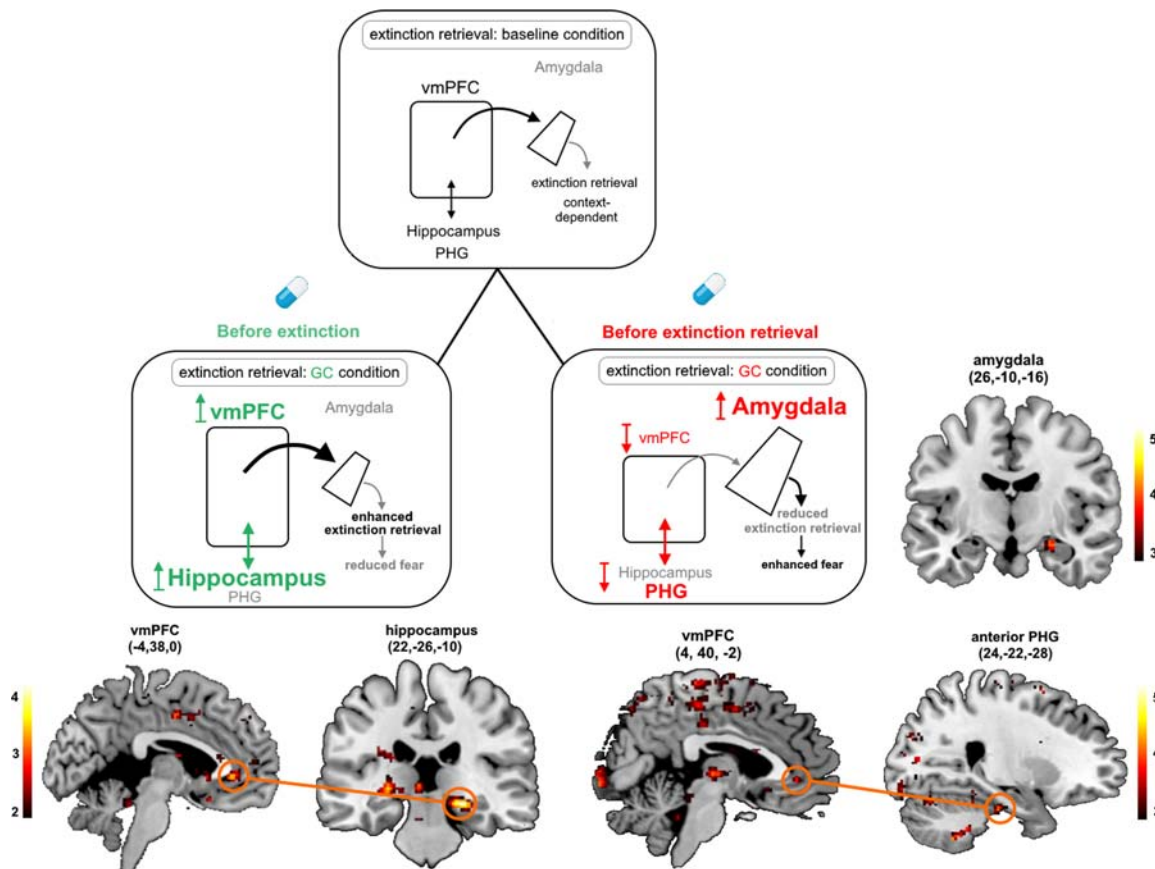 extinction retrieval: baseline condition
Amygdala
vmPFC
extinction retrieval
context-
dependent
Hippocampus
PHG
Before extinction
Before extinction retrieval
extinction retrieval: GC condition
vmPFC
Amygdala
enhanced
extinction retrieval
reduced fear
Hippocampus
PHG
extinction retrieval: GC condition
Amygdala
vmPFC
reduced
extinction retrieval
enhanced fear
Hippocampus
PHG
amygdala
(26,-10,-16)
5
4
3
vmPFC
(-4,38,0)
hippocampus
(22,-26,-10)
vmPFC
(4, 40, -2)
anterior PHG
(24,-22,-28)
4
3
2
5
4